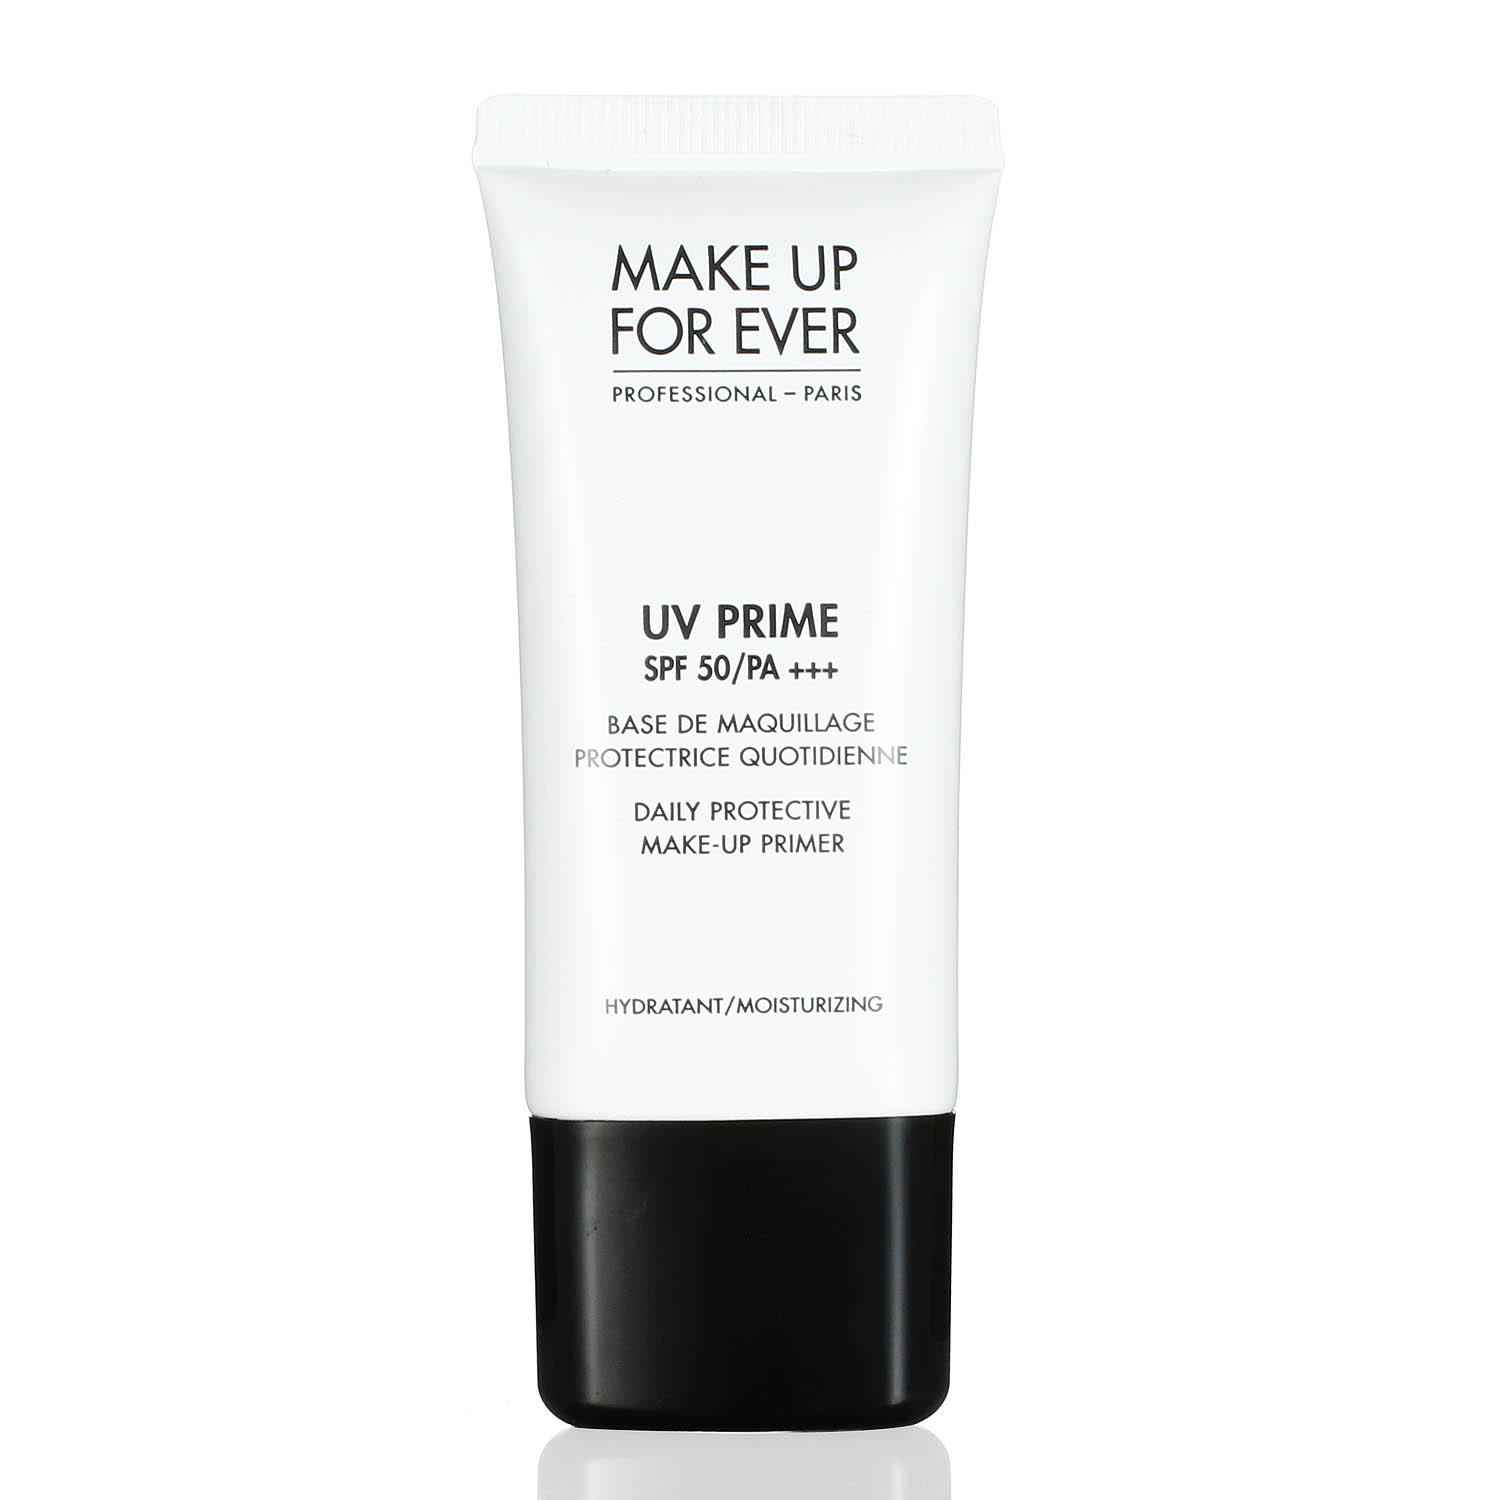 MAKE UP
FOR EVER
PROFESSIONAL – PARIS
UV PRIME
SPF 50/PA +++
BASE DE MAQUILLAGE
PROTECTRICE QUOTIDIENNE
DAILY PROTECTIVE
MAKE-UP PRIMER
HYDRATANT/MOISTURIZING